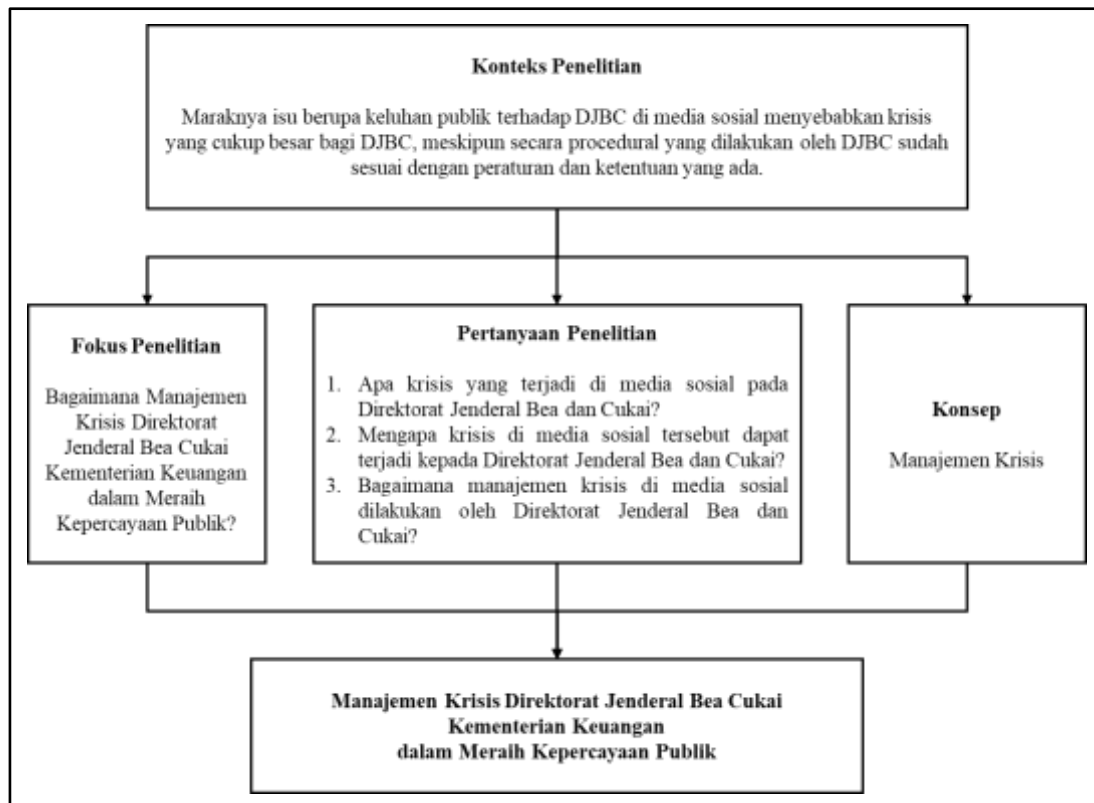 Konteks Penelitian
Maraknya isu berupa keluhan publik terhadap DJBC di media sosial menyebabkan krisis
yang cukup besar bagi DJBC, meskipun secara procedural yang dilakukan oleh DJBC sudah
sesuai dengan peraturan dan ketentuan yang ada.
Fokus Penelitian
Bagaimana Manajemen
Krisis Direktorat
Jenderal Bea Cukai
Kementerian Keuangan
dalam Meraih
Kepercayaan Publik?
Pertanyaan Penelitian
1. Apa krisis yang terjadi di media sosial pada
Direktorat Jenderal Bea dan Cukai?
2. Mengapa krisis di media sosial tersebut dapat
terjadi kepada Direktorat Jenderal Bea dan Cukai?
3. Bagaimana manajemen krisis di media sosial
dilakukan oleh Direktorat Jenderal Bea dan
Cukai?
Konsep
Manajemen Krisis
Manajemen Krisis Direktorat Jenderal Bea Cukai
Kementerian Keuangan
dalam Meraih Kepercayaan Publik